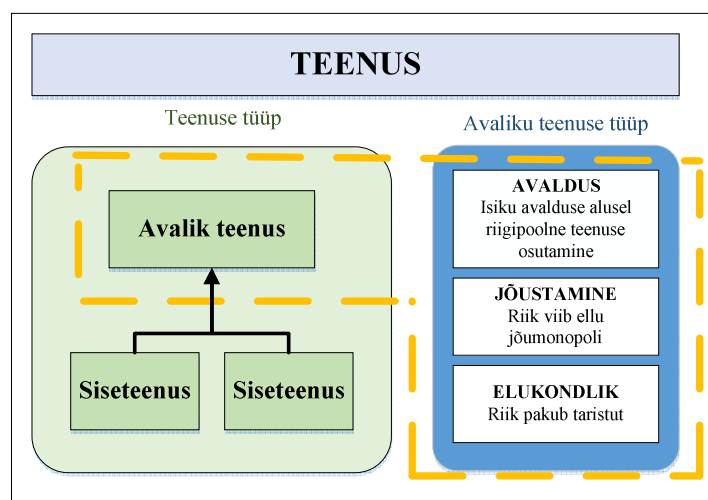 TEENUS
Teenuse tüüp
Avalik teenus
Siseteenus
Siseteenus
Avaliku teenuse tüüp
AVALDUS
Isiku avalduse alusel
riigipoolne teenuse
osutamine
JÕUSTAMINE
Riik viib ellu
jõumonopoli
ELUKONDLIK
Riik pakub taristut